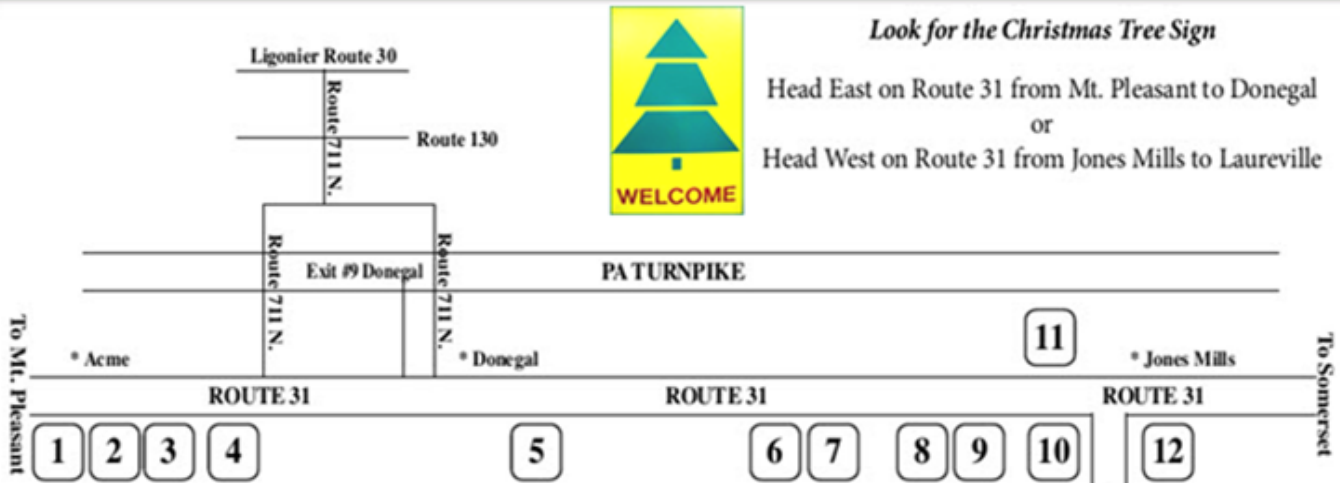 Look for the Christmas Tree Sign
Head East on Route 31 from Mt. Pleasant to Donegal
or
Head West on Route 31 from Jones Mills to Laureville
WELCOME
Ligonier Route 30
Route 711 N.
Route 130
Route 711 N.
Exit #9 Donegal
Route 711 N.
PA TURNPIKE
11
To Mt. Pleasant
* Acme
* Donegal
* Jones Mills
To Somerset
ROUTE 31
ROUTE 31
ROUTE 31
1
2
3
4
5
6
7
8
9
10
12